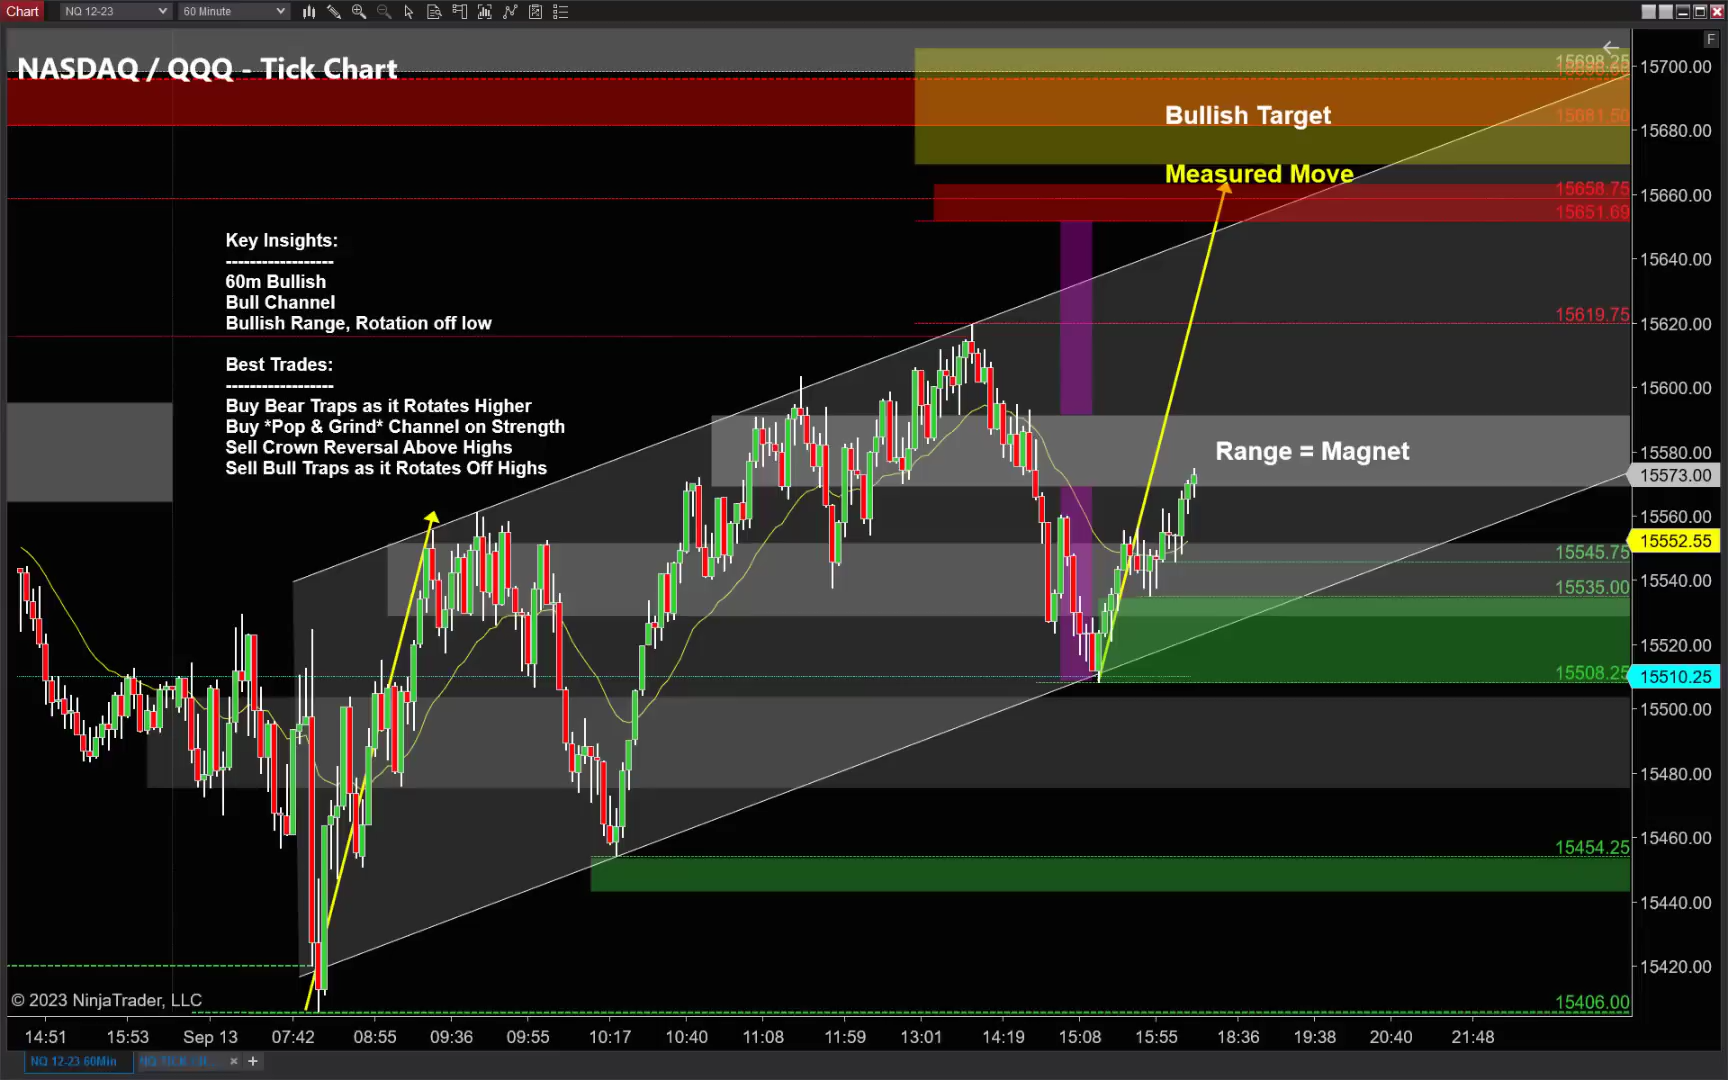 Chart
NQ 12-23
60 Minute
F
NASDAQ / QQQ - Tick Chart
15698.25
15700.00
Bullish Target
15681.50
15680.00
Measured Move
15658.75
15660.00
15651.69
Key Insights:
------------------
60m Bullish
Bull Channel
Bullish Range, Rotation off low
15640.00
15619.75
15620.00
Best Trades:
------------------
Buy Bear Traps as it Rotates Higher
Buy *Pop & Grind* Channel on Strength
Sell Crown Reversal Above Highs
Sell Bull Traps as it Rotates Off Highs
15600.00
Range = Magnet
15580.00
15573.00
15560.00
15552.55
15545.75
15535.00
15540.00
15520.00
15508.25
15510.25
15500.00
15480.00
15460.00
15454.25
15440.00
15420.00
© 2023 NinjaTrader, LLC
15406.00
14:51 15:53 Sep 13 07:42 08:55 09:36 09:55 10:17 10:40 11:08 11:59 13:01 14:19 15:08 15:55 18:36 19:38 20:40 21:48
NQ 12-23 60Min